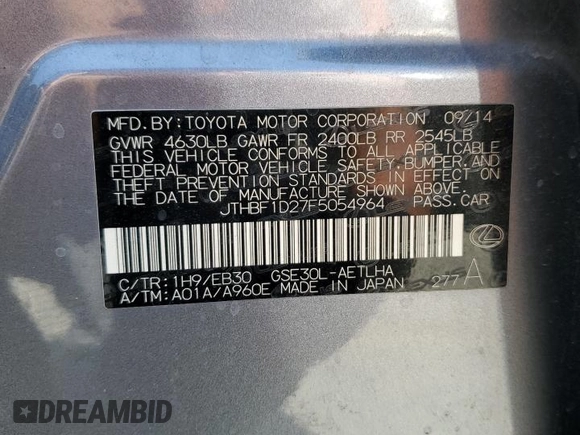 MFD.BY: TOYOTA MOTOR CORPORATION 09/14
GVWR 4630LB GAWR FR 2400LB RR 2545LB
THIS VEHICLE CONFORMS TO ALL APPLICABLE
FEDERAL MOTOR VEHICLE SAFETY,BUMPER,AND
THEFT PREVENTION STANDARDS IN EFFECT ON
THE DATE OF MANUFACTURE SHOWN ABOVE.
JTHBF1D27F5054964 PASS.CAR
C/TR:1H9/EB30 GSE30L-AETLHA
A/TM:A01A/A960E MADE IN JAPAN 277 A
DREAMBID